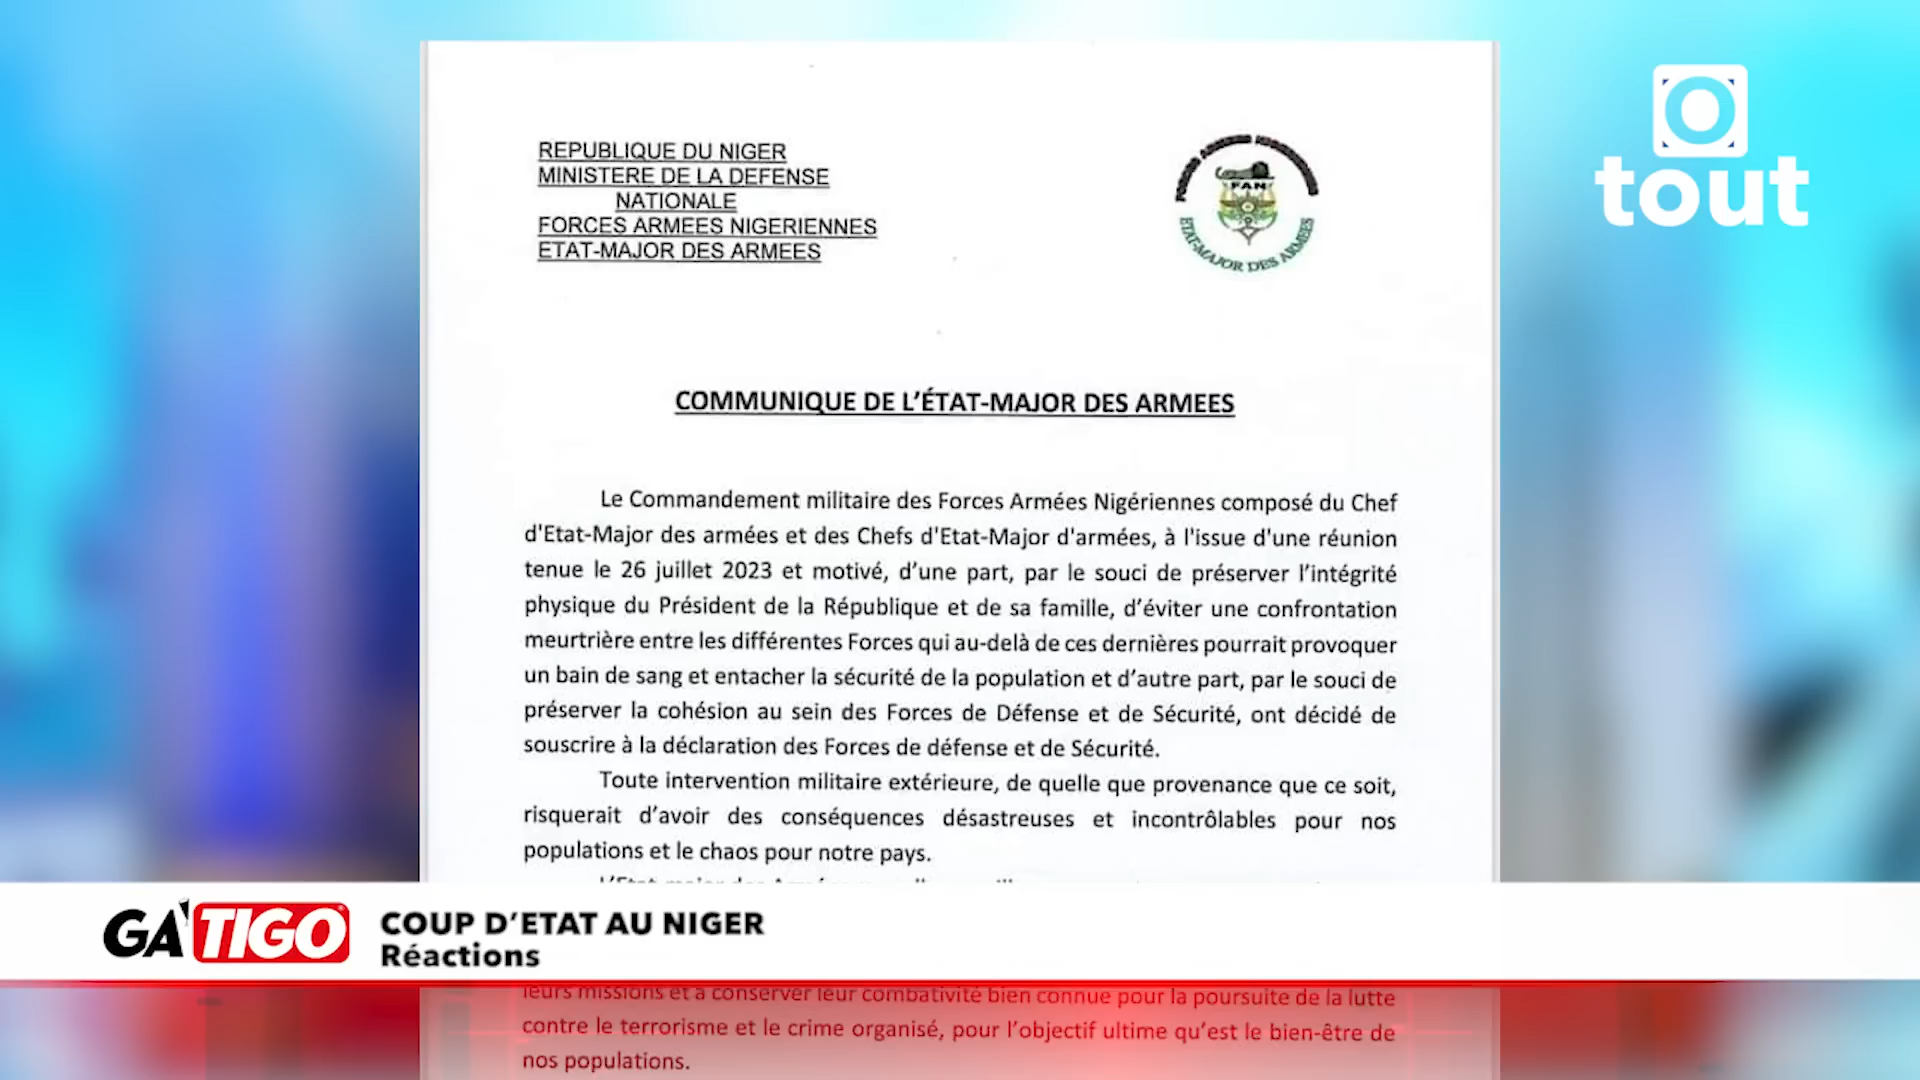 REPUBLIQUE DU NIGER
MINISTERE DE LA DEFENSE
NATIONALE
FORCES ARMEES NIGERIENNES
ETAT-MAJOR DES ARMEES
FORCES ARMEES NIGERIENNES
FAN
ETAT-MAJOR DES ARMEES
O
tout
COMMUNIQUE DE L’ÉTAT-MAJOR DES ARMEES
Le Commandement militaire des Forces Armées Nigériennes composé du Chef
d'Etat-Major des armées et des Chefs d'Etat-Major d'armées, à l'issue d'une réunion
tenue le 26 juillet 2023 et motivé, d’une part, par le souci de préserver l’intégrité
physique du Président de la République et de sa famille, d’éviter une confrontation
meurtrière entre les différentes Forces qui au-delà de ces dernières pourrait provoquer
un bain de sang et entacher la sécurité de la population et d’autre part, par le souci de
préserver la cohésion au sein des Forces de Défense et de Sécurité, ont décidé de
souscrire à la déclaration des Forces de défense et de Sécurité.
Toute intervention militaire extérieure, de quelle que provenance que ce soit,
risquerait d’avoir des conséquences désastreuses et incontrôlables pour nos
populations et le chaos pour notre pays.
GA TIGO
COUP D’ETAT AU NIGER
Réactions
leurs missions et à conserver leur combativité bien connue pour la poursuite de la lutte
contre le terrorisme et le crime organisé, pour l’objectif ultime qu’est le bien-être de
nos populations.